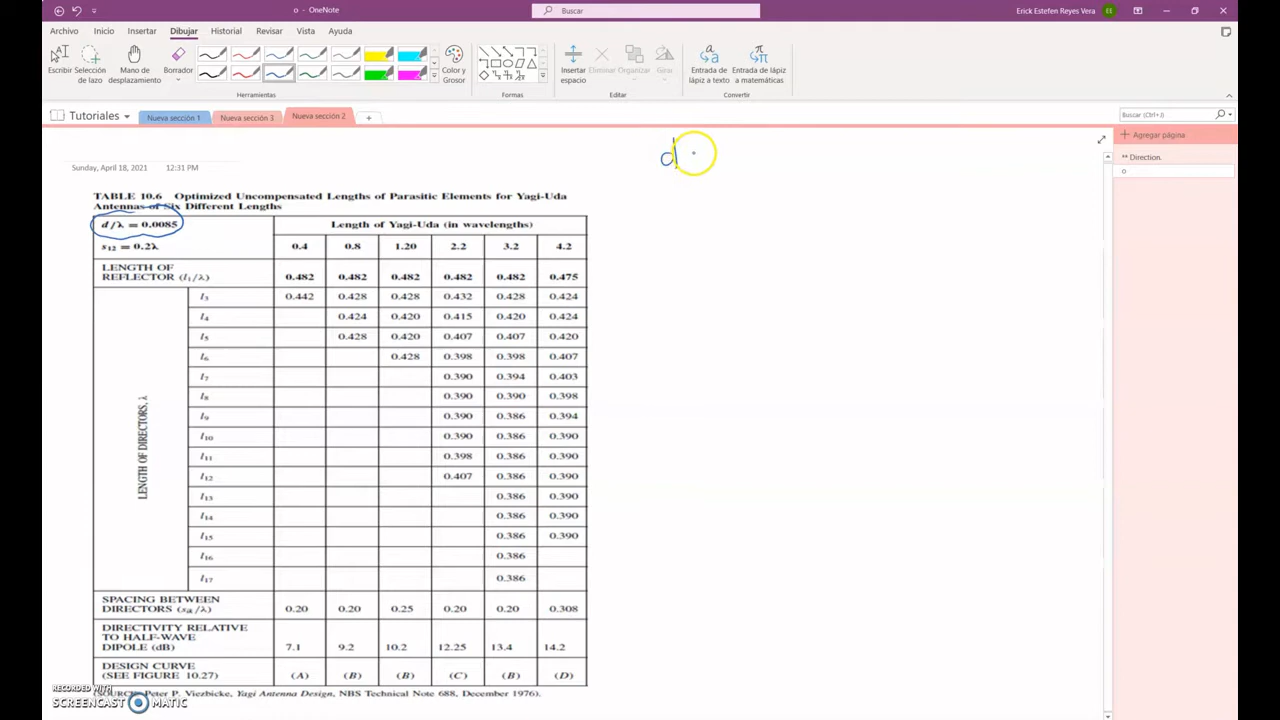 o - OneNote
Buscar
Erick Estefen Reyes Vera
EE
Archivo Inicio Insertar Dibujar Historial Revisar Vista Ayuda
Escribir
Selección de lazo
Mano de desplazamiento
Borrador
Color y Grosor
Insertar espacio
Eliminar
Organizar
Girar
Entrada de lápiz a texto
Entrada de lápiz a matemáticas
Herramientas
Formas
Editar
Convertir
Tutoriales
Nueva sección 1
Nueva sección 3
Nueva sección 2
Buscar (Ctrl+J)
Agregar página
** Direction.
o
d
Sunday, April 18, 2021 12:31 PM
TABLE 10.6 Optimized Uncompensated Lengths of Parasitic Elements for Yagi-Uda
Antennas of Six Different Lengths
d/λ = 0.0085 Length of Yagi-Uda (in wavelengths)
s12 = 0.2λ 0.4 0.8 1.20 2.2 3.2 4.2
LENGTH OF
REFLECTOR (l1/λ) 0.482 0.482 0.482 0.482 0.482 0.475
LENGTH OF DIRECTORS, λ
l3 0.442 0.428 0.428 0.432 0.428 0.424
l4 0.424 0.420 0.415 0.420 0.424
l5 0.428 0.420 0.407 0.407 0.420
l6 0.428 0.398 0.398 0.407
l7 0.390 0.394 0.403
l8 0.390 0.390 0.398
l9 0.390 0.386 0.394
l10 0.390 0.386 0.390
l11 0.398 0.386 0.390
l12 0.407 0.386 0.390
l13 0.386 0.390
l14 0.386 0.390
l15 0.386 0.390
l16 0.386
l17 0.386
SPACING BETWEEN
DIRECTORS (sik/λ) 0.20 0.20 0.25 0.20 0.20 0.308
DIRECTIVITY RELATIVE
TO HALF-WAVE
DIPOLE (dB) 7.1 9.2 10.2 12.25 13.4 14.2
DESIGN CURVE
(SEE FIGURE 10.27) (A) (B) (B) (C) (B) (D)
(SOURCE: Peter P. Viezbicke, Yagi Antenna Design, NBS Technical Note 688, December 1976).
RECORDED WITH
SCREENCAST MATIC